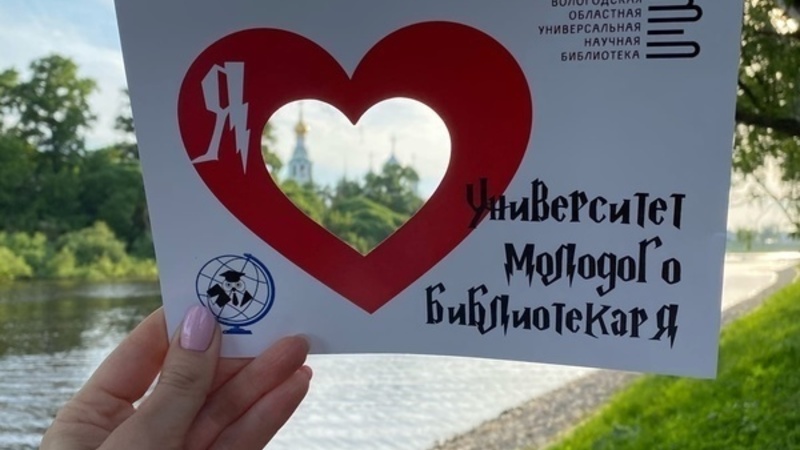 ВОЛОГОДСКАЯ
ОБЛАСТНАЯ
УНИВЕРСАЛЬНАЯ
НАУЧНАЯ
БИБЛИОТЕКА
Я
Университет
молодого
библиотекаря